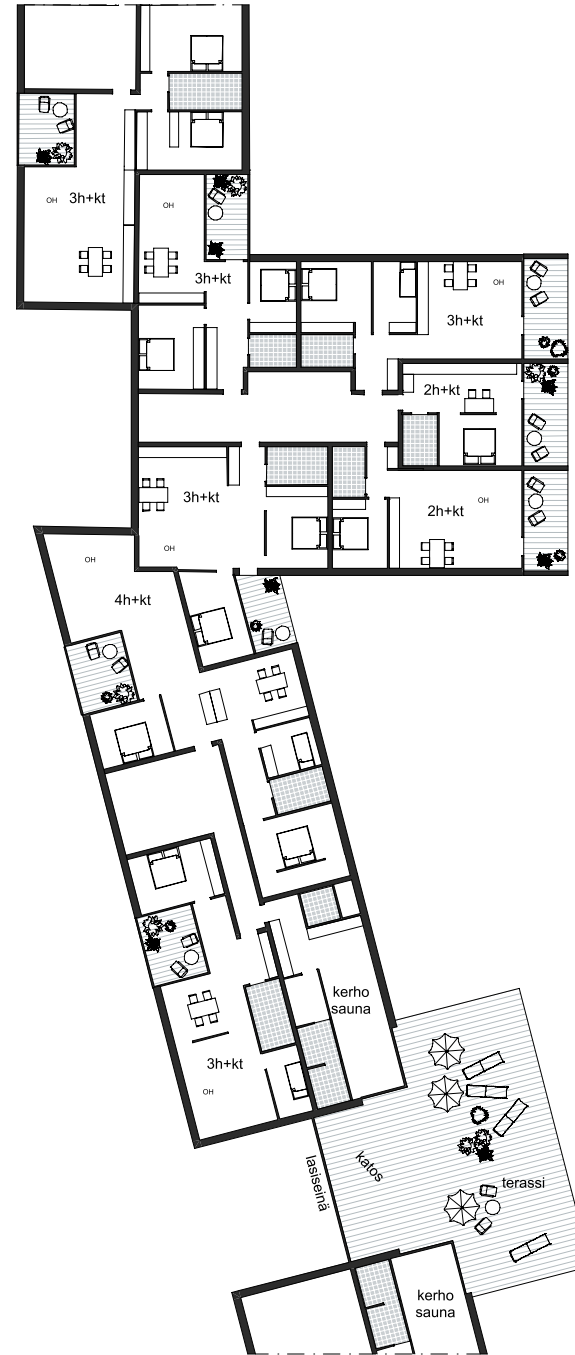 OH 3h+kt
OH
3h+kt
OH
3h+kt
2h+kt
3h+kt
OH
OH
2h+kt
OH
4h+kt
kerho
sauna
3h+kt
OH
katos
lasiseinä
terassi
kerho
sauna